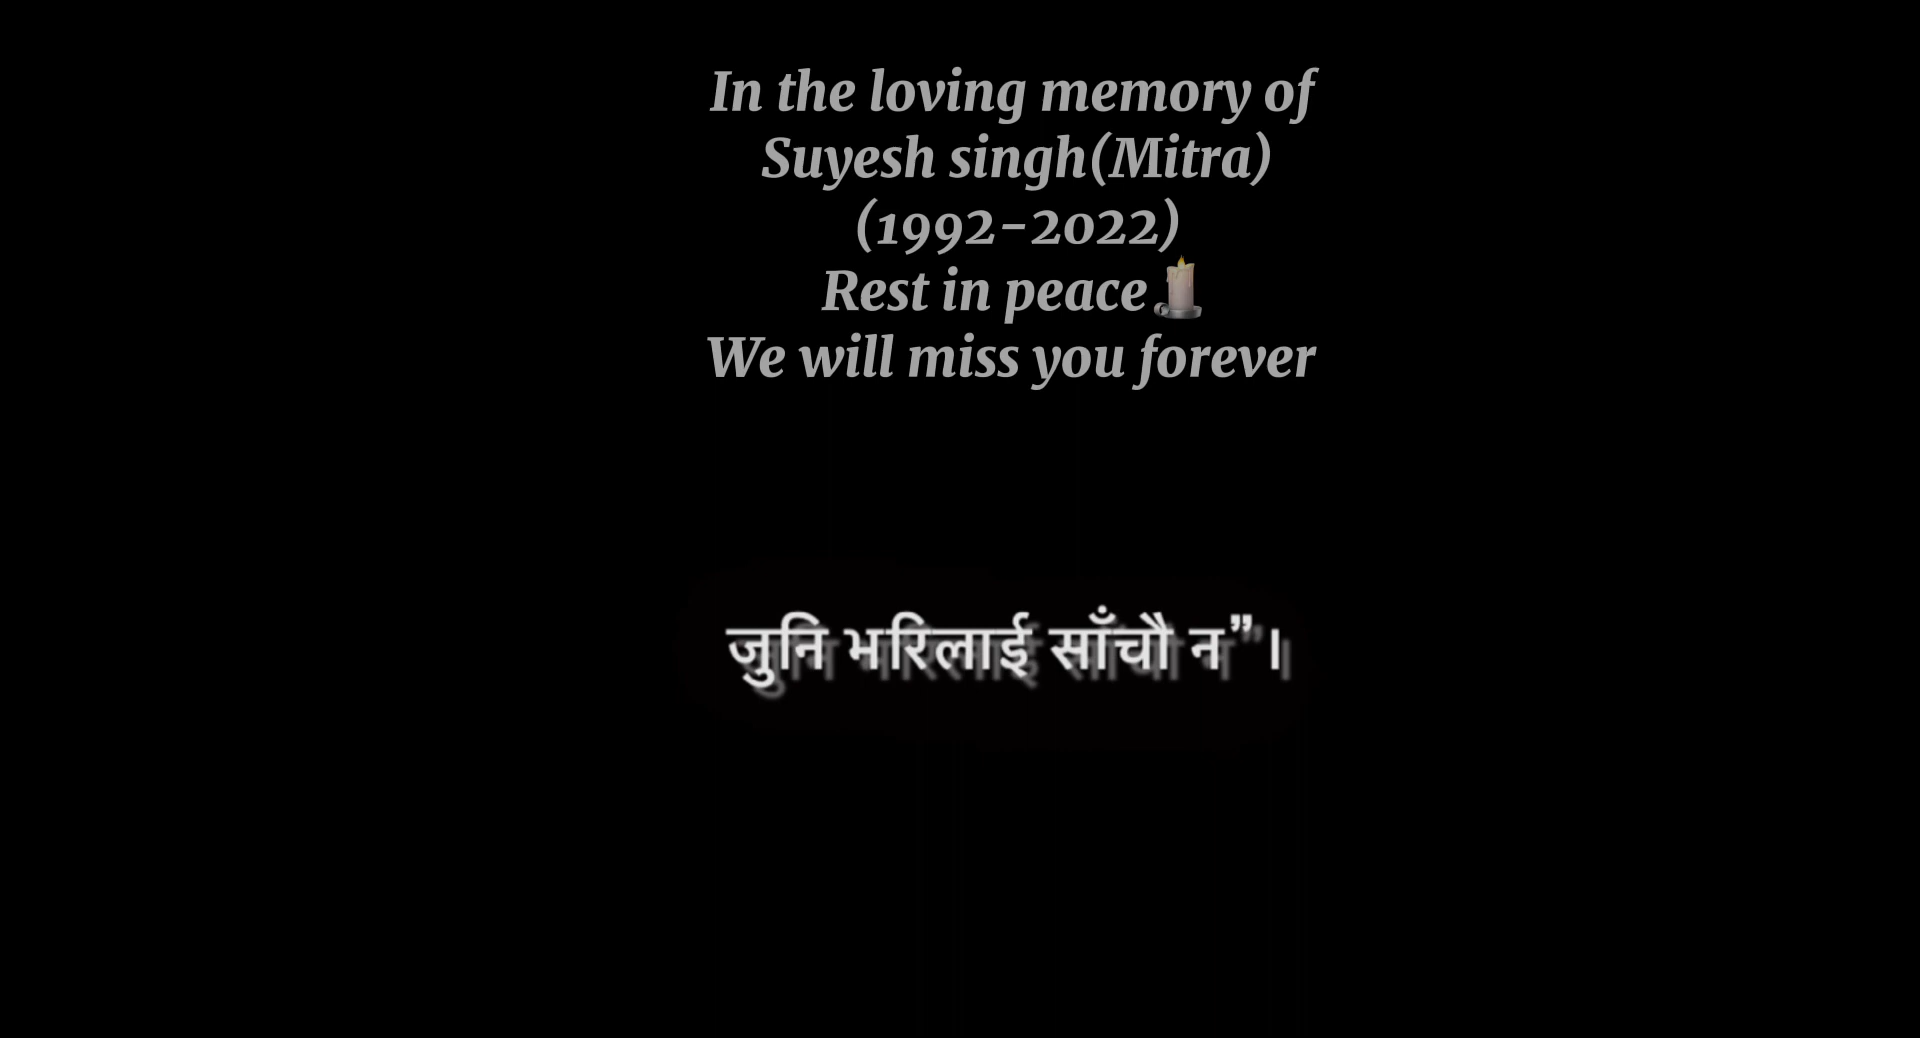 In the loving memory of
Suyesh singh(Mitra)
(1992-2022)
Rest in peace🕯️
We will miss you forever
जुनि भरिलाई साँचौ न”।